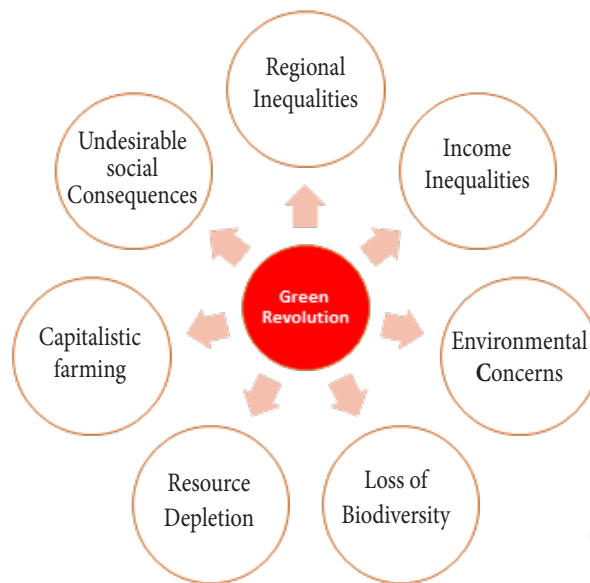 Regional
Inequalities
Income
Inequalities
Environmental
Concerns
Loss of
Biodiversity
Resource
Depletion
Capitalistic
farming
Undesirable
social
Consequences
Green
Revolution